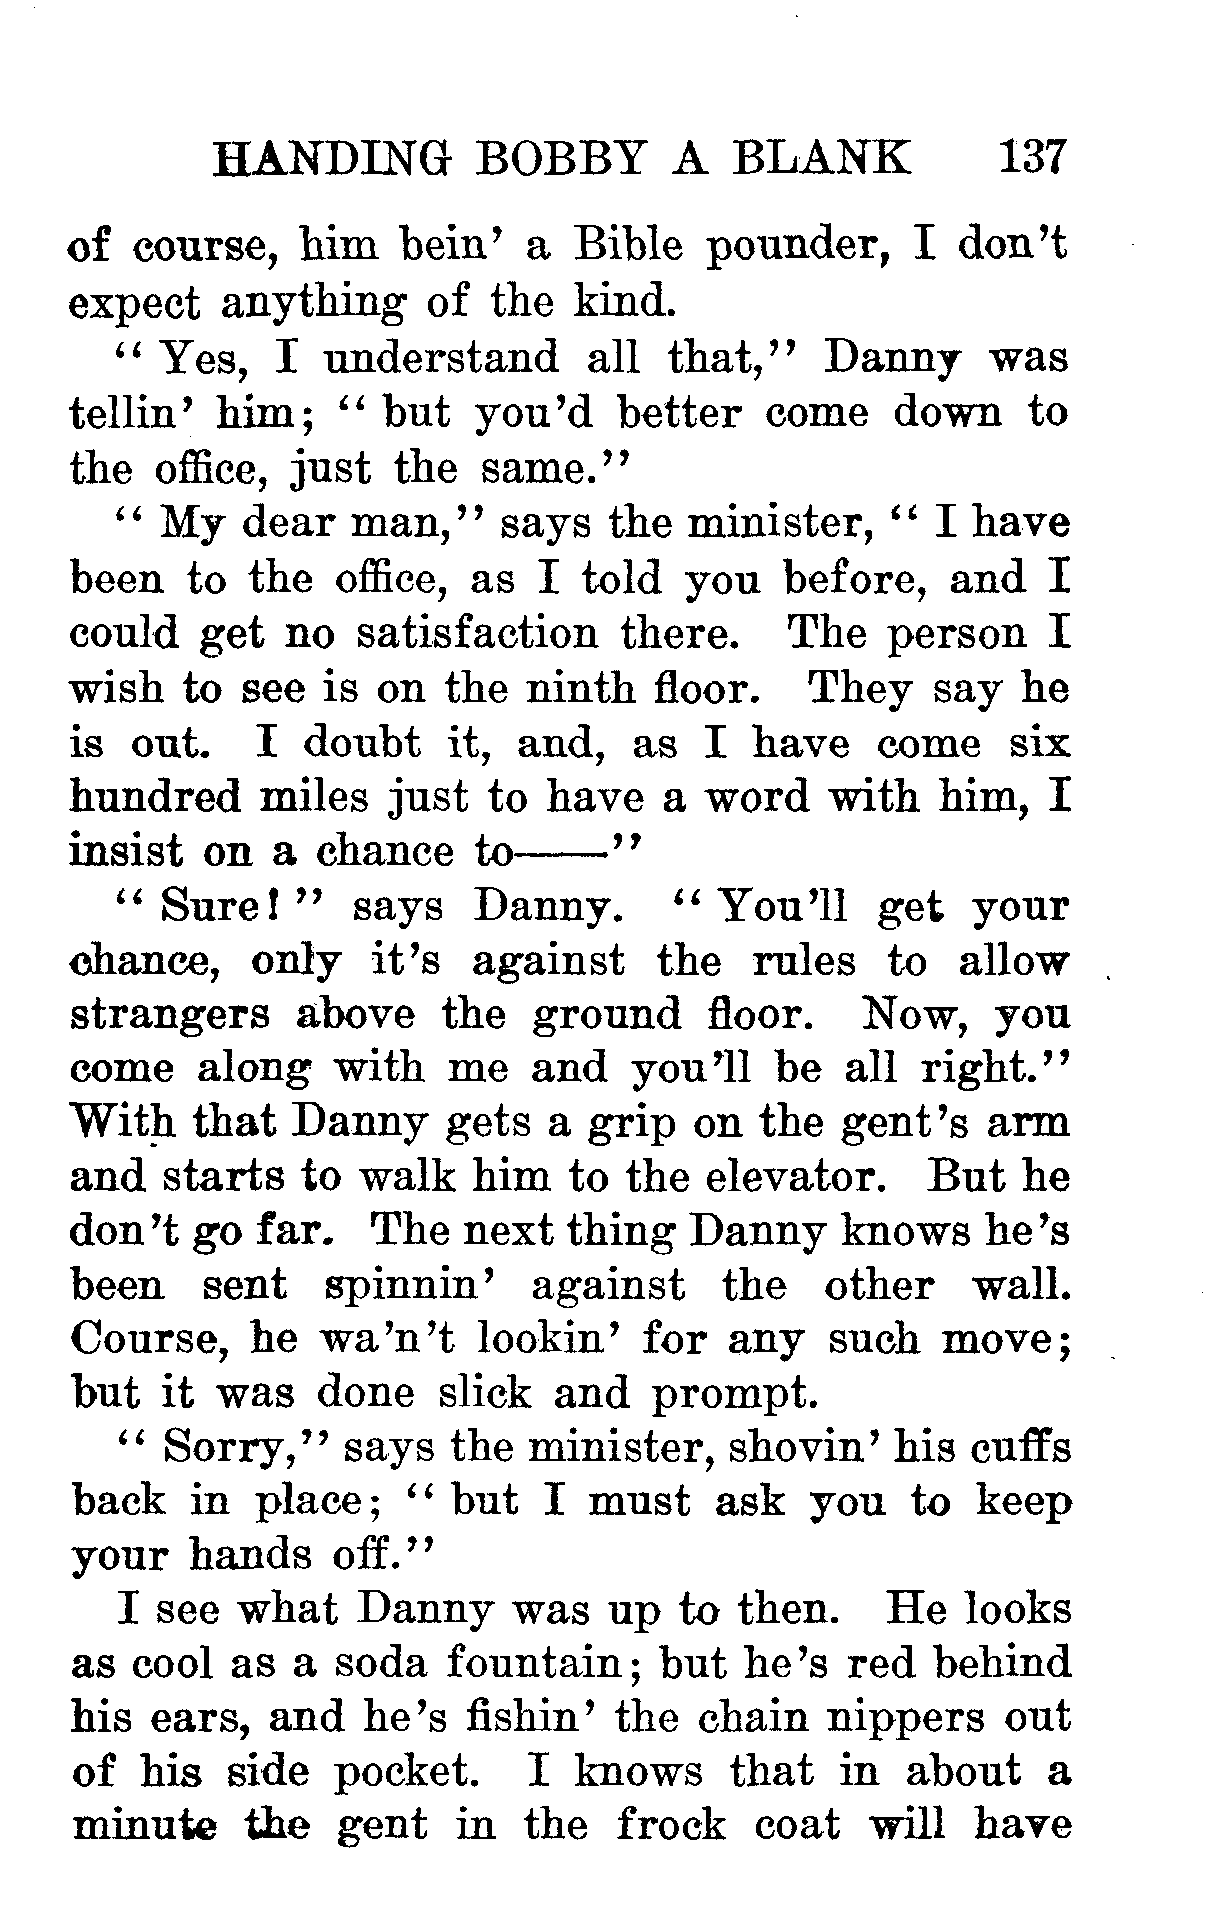 HANDING BOBBY A BLANK 137
of course, him bein' a Bible pounder, I don't
expect anything of the kind.
" Yes, I understand all that," Danny was
tellin' him; " but you'd better come down to
the office, just the same."
" My dear man," says the minister, " I have
been to the office, as I told you before, and I
could get no satisfaction there. The person I
wish to see is on the ninth floor. They say he
is out. I doubt it, and, as I have come six
hundred miles just to have a word with him, I
insist on a chance to——"
" Sure! " says Danny. " You'll get your
chance, only it's against the rules to allow
strangers above the ground floor. Now, you
come along with me and you'll be all right."
With that Danny gets a grip on the gent's arm
and starts to walk him to the elevator. But he
don't go far. The next thing Danny knows he's
been sent spinnin' against the other wall.
Course, he wa'n't lookin' for any such move;
but it was done slick and prompt.
" Sorry," says the minister, shovin' his cuffs
back in place; " but I must ask you to keep
your hands off."
I see what Danny was up to then. He looks
as cool as a soda fountain; but he's red behind
his ears, and he's fishin' the chain nippers out
of his side pocket. I knows that in about a
minute the gent in the frock coat will have